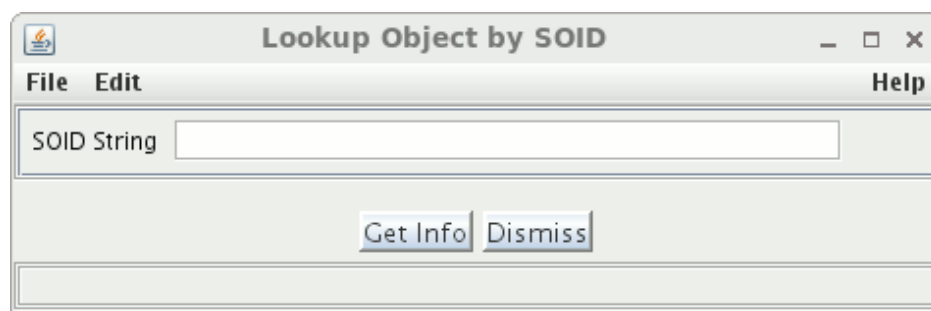 Lookup Object by SOID
File Edit Help
SOID String
Get Info Dismiss